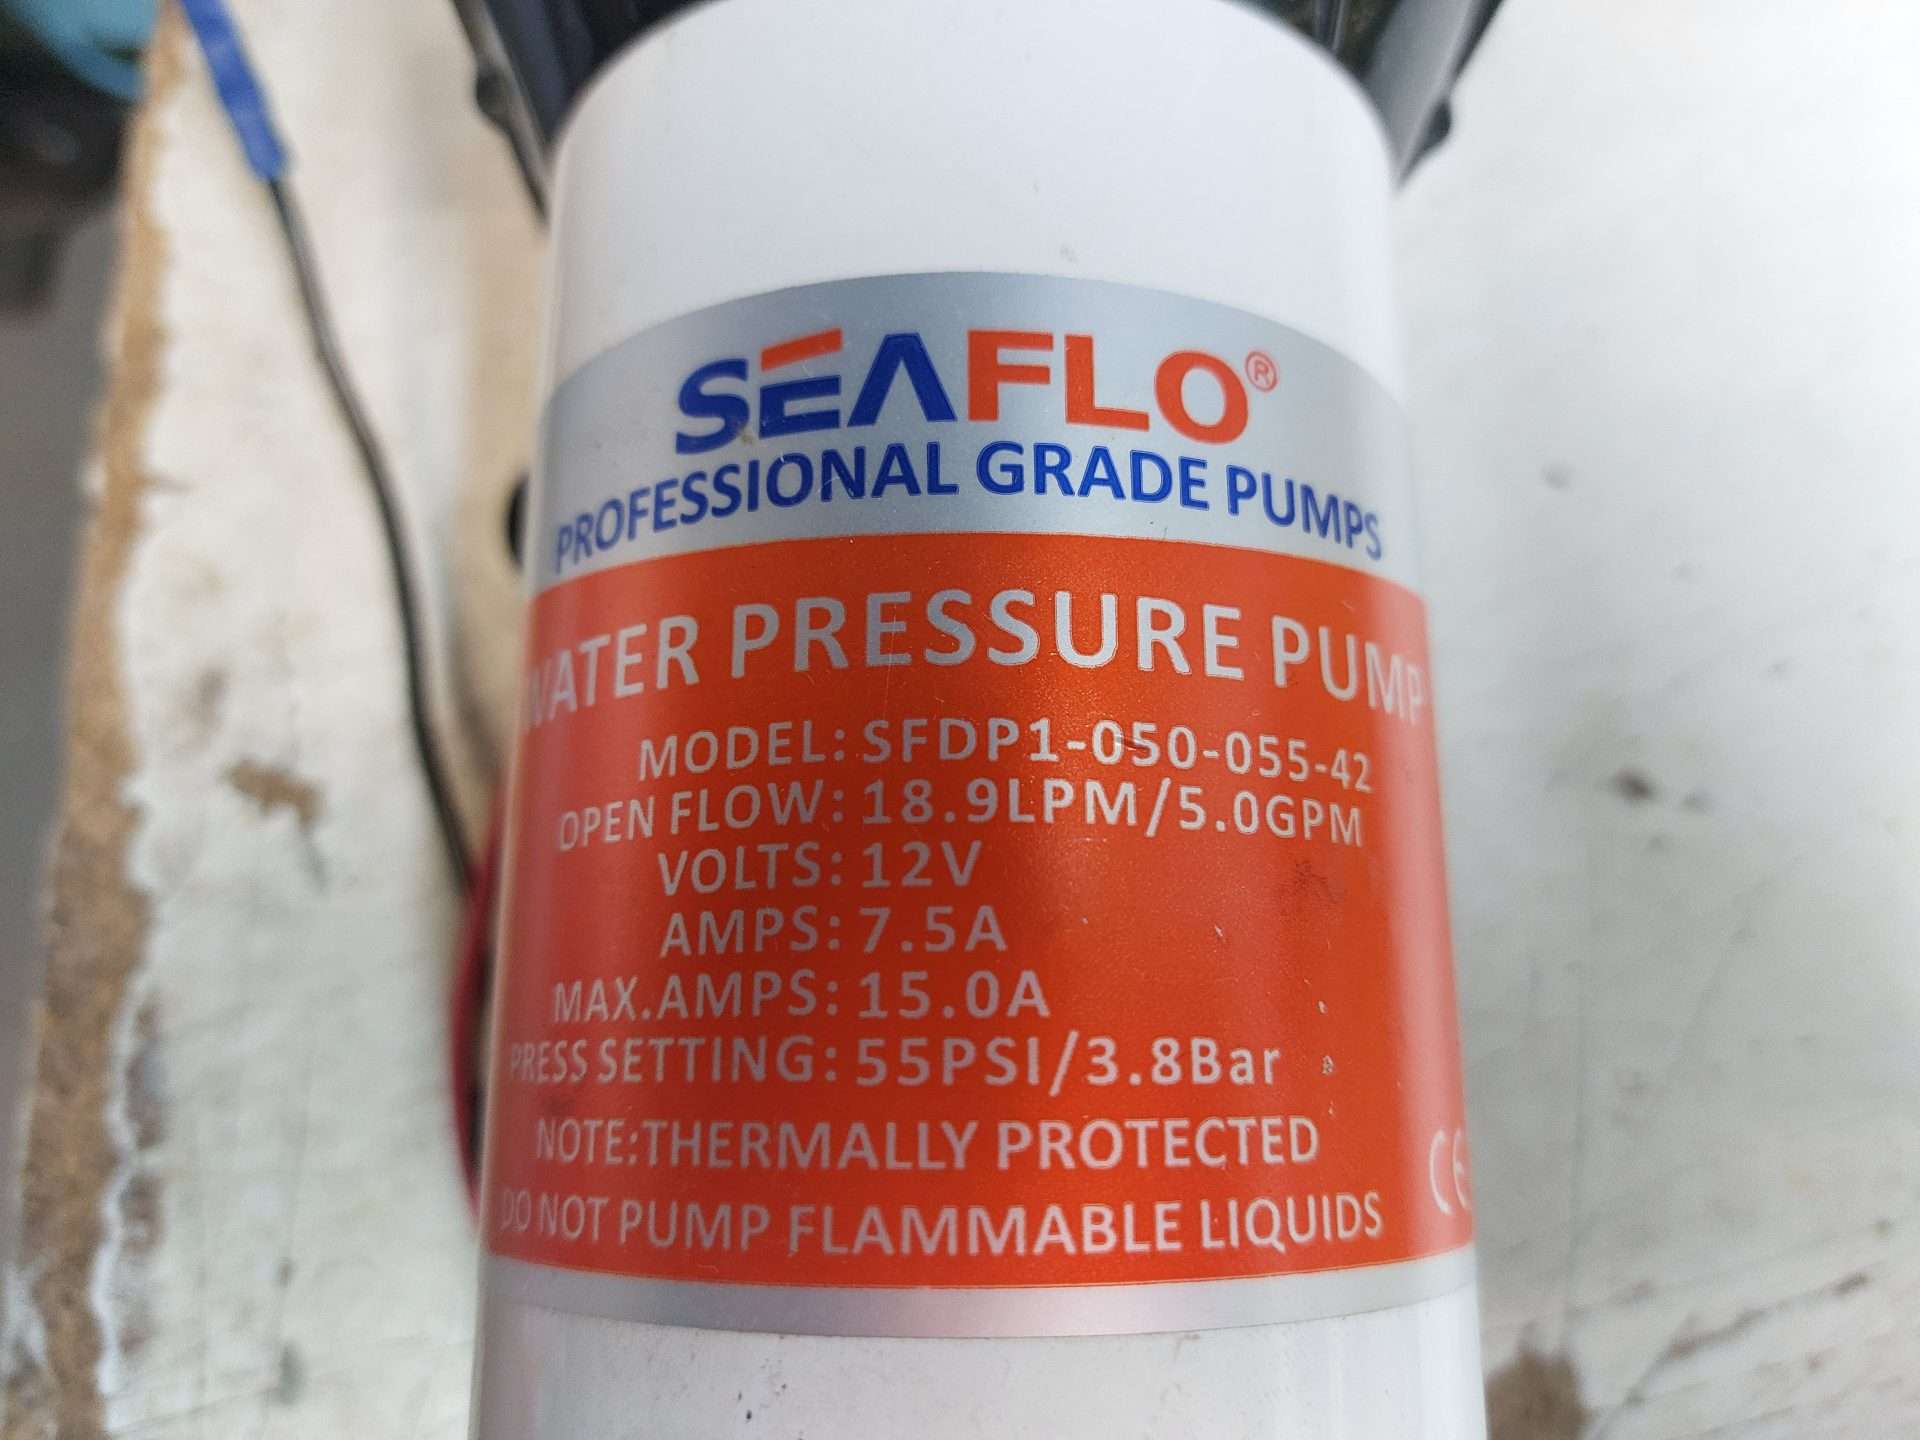 SEAFLO®
PROFESSIONAL GRADE PUMPS
WATER PRESSURE PUMP
MODEL: SFDP1-050-055-42
OPEN FLOW: 18.9LPM/5.0GPM
VOLTS: 12V
AMPS: 7.5A
MAX.AMPS: 15.0A
PRESS SETTING: 55PSI/3.8Bar
NOTE:THERMALLY PROTECTED
DO NOT PUMP FLAMMABLE LIQUIDS
CE